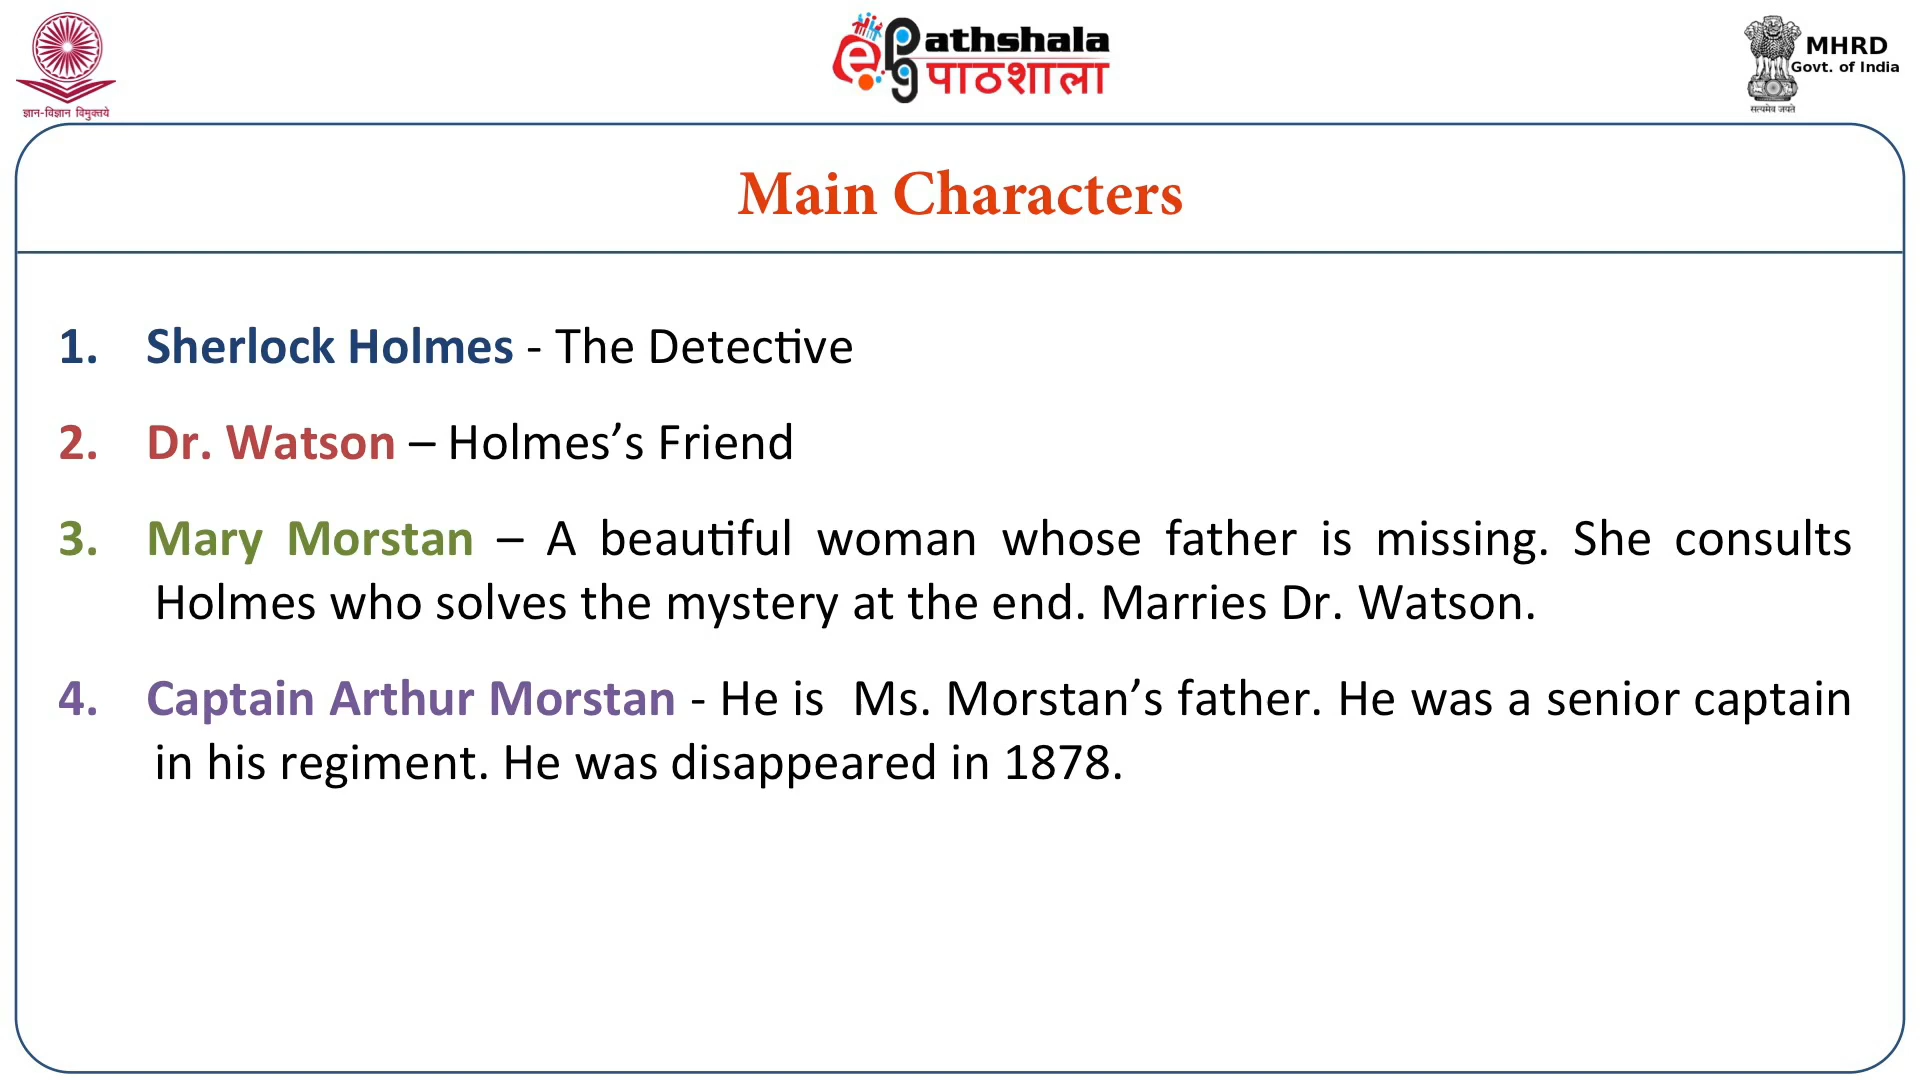 ज्ञान-विज्ञान विमुक्तये
e PG Pathshala
पाठशाला
MHRD
Govt. of India
सत्यमेव जयते
Main Characters
1. Sherlock Holmes - The Detective
2. Dr. Watson – Holmes’s Friend
3. Mary Morstan – A beautiful woman whose father is missing. She consults
Holmes who solves the mystery at the end. Marries Dr. Watson.
4. Captain Arthur Morstan - He is Ms. Morstan’s father. He was a senior captain
in his regiment. He was disappeared in 1878.